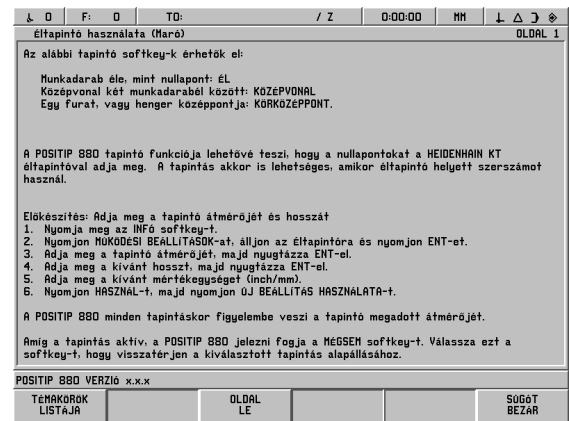 0 F: 0 T0: / Z 0:00:00 MM
Éltapintó használata (Maró) OLDAL 1
Az alábbi tapintó softkey-k érhetők el:
Munkadarab éle, mint nullapont: ÉL
Középvonal két munkadarabél között: KÖZÉPVONAL
Egy furat, vagy henger középpontja: KÖRKÖZÉPPONT.
A POSITIP 880 tapintó funkciója lehetővé teszi, hogy a nullapontokat a HEIDENHAIN KT
éltapintóval adja meg. A tapintás akkor is lehetséges, amikor éltapintó helyett szerszámot
használ.
Előkészítés: Adja meg a tapintó átmérőjét és hosszát
1. Nyomja meg az INFó softkey-t.
2. Nyomjon MŰKÖDÉSI BEáLLíTáSOK-at, álljon az Éltapintóra és nyomjon ENT-et.
3. Adja meg a tapintó átmérőjét, majd nyugtázza ENT-el.
4. Adja meg a kívánt hosszt, majd nyugtázza ENT-el.
5. Adja meg a kívánt mértékegységet (inch/mm).
6. Nyomjon HASZNáL-t, majd nyomjon úJ BEáLLíTáS HASZNáLATA-t.
A POSITIP 880 minden tapintáskor figyelembe veszi a tapintó megadott átmérőjét.
Amíg a tapintás aktív, a POSITIP 880 jelezni fogja a MéGSEM softkey-t. Válassza ezt a
softkey-t, hogy visszatérjen a kiválasztott tapintás alapállásához.
POSITIP 880 VERZIó x.x.x
TéMAKÖRÖK OLDAL SúGóT
LISTáJA LE BEZáR